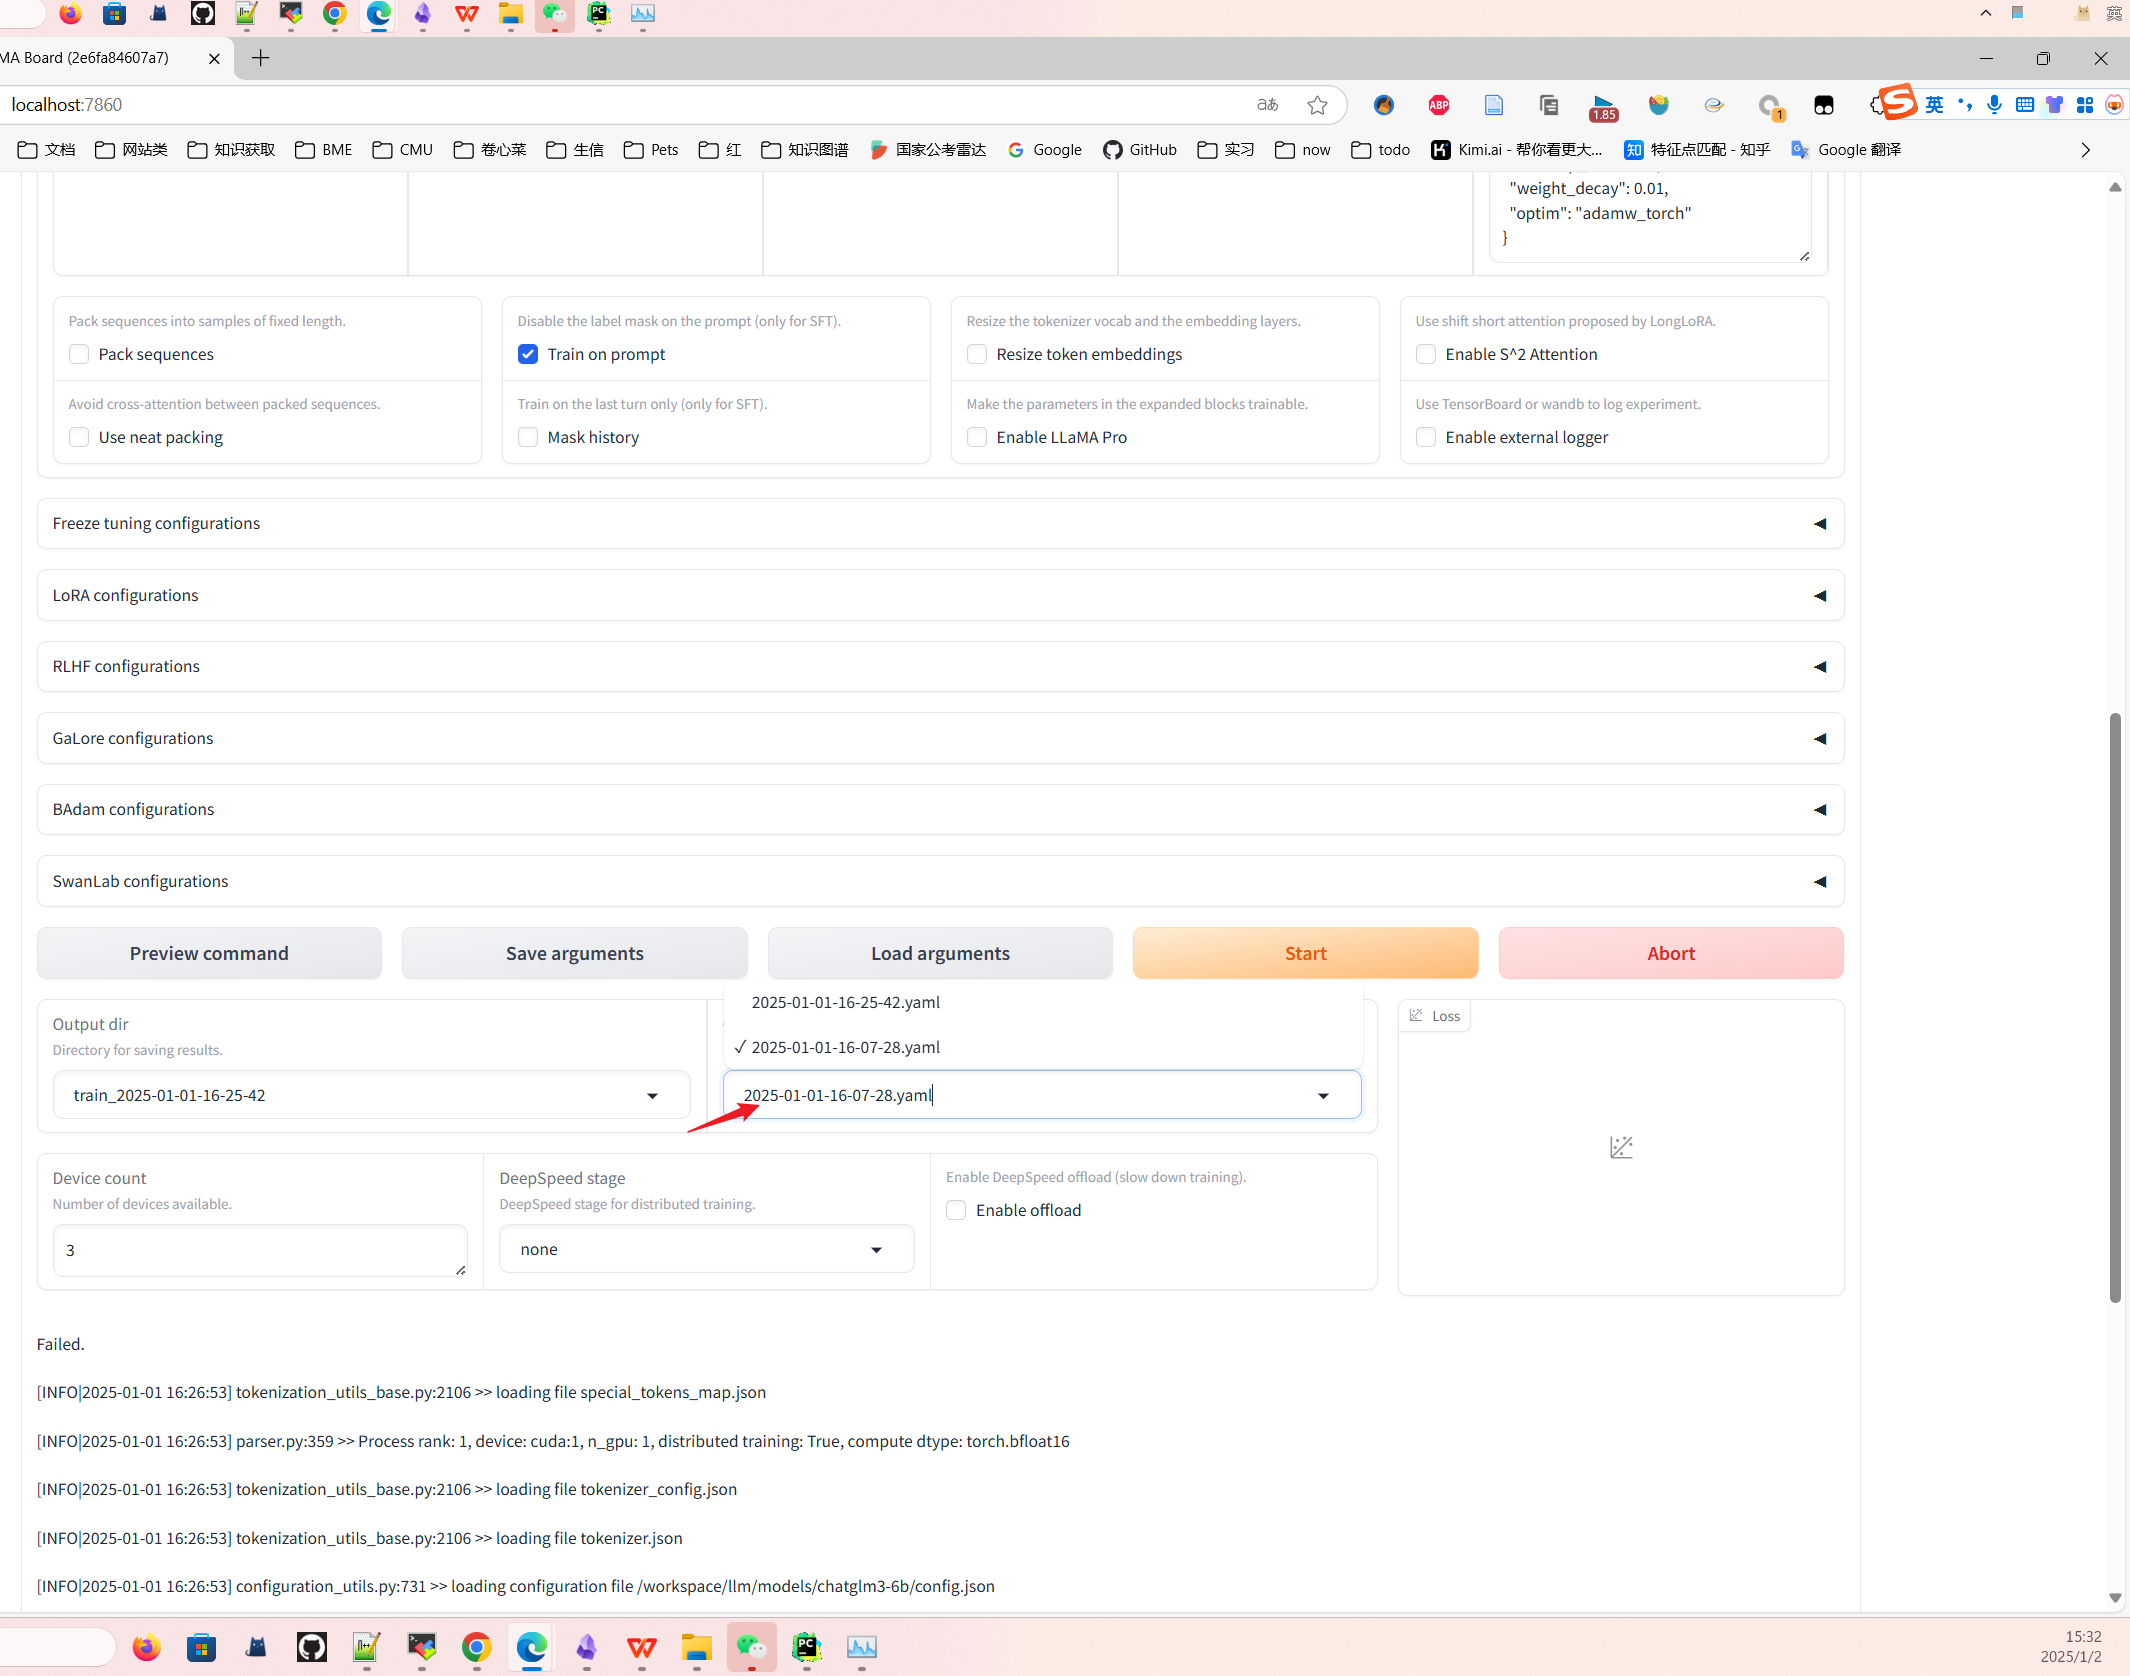 MA Board (2e6fa84607a7)
localhost:7860
aあ
ABP
1.85
1
英
文档
网站类
知识获取
BME
CMU
卷心菜
生信
Pets
红
知识图谱
国家公考雷达
Google
GitHub
实习
now
todo
Kimi.ai - 帮你看更大...
知
特征点匹配 - 知乎
Google 翻译
"weight_decay": 0.01,
"optim": "adamw_torch"
}
Pack sequences into samples of fixed length.
Pack sequences
Disable the label mask on the prompt (only for SFT).
Train on prompt
Resize the tokenizer vocab and the embedding layers.
Resize token embeddings
Use shift short attention proposed by LongLoRA.
Enable S^2 Attention
Avoid cross-attention between packed sequences.
Use neat packing
Train on the last turn only (only for SFT).
Mask history
Make the parameters in the expanded blocks trainable.
Enable LLaMA Pro
Use TensorBoard or wandb to log experiment.
Enable external logger
Freeze tuning configurations
LoRA configurations
RLHF configurations
GaLore configurations
BAdam configurations
SwanLab configurations
Preview command
Save arguments
Load arguments
Start
Abort
Output dir
Directory for saving results.
train_2025-01-01-16-25-42
2025-01-01-16-25-42.yaml
✓ 2025-01-01-16-07-28.yaml
2025-01-01-16-07-28.yaml
Loss
Device count
Number of devices available.
3
DeepSpeed stage
DeepSpeed stage for distributed training.
none
Enable DeepSpeed offload (slow down training).
Enable offload
Failed.
[INFO|2025-01-01 16:26:53] tokenization_utils_base.py:2106 >> loading file special_tokens_map.json
[INFO|2025-01-01 16:26:53] parser.py:359 >> Process rank: 1, device: cuda:1, n_gpu: 1, distributed training: True, compute dtype: torch.bfloat16
[INFO|2025-01-01 16:26:53] tokenization_utils_base.py:2106 >> loading file tokenizer_config.json
[INFO|2025-01-01 16:26:53] tokenization_utils_base.py:2106 >> loading file tokenizer.json
[INFO|2025-01-01 16:26:53] configuration_utils.py:731 >> loading configuration file /workspace/llm/models/chatglm3-6b/config.json
15:32
2025/1/2